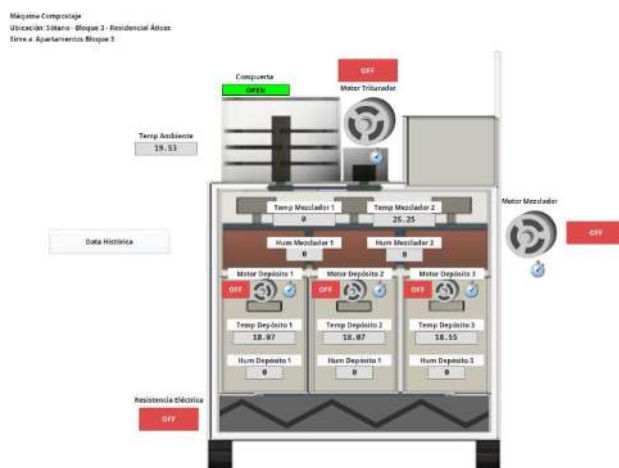 Máquina Compostaje
Ubicación: Sótano - Bloque 3 - Residencial Áticos
Sirve a: Apartamentos Bloque 3
OFF
Compuerta
OPEN
Motor Triturador
Temp Ambiente
19.53
Temp Mezclador 1
Temp Mezclador 2
0
25.25
Motor Mezclador
OFF
Data Histórica
Hum Mezclador 1
Hum Mezclador 2
0
0
Motor Depósito 1
Motor Depósito 2
Motor Depósito 3
OFF
OFF
OFF
Temp Depósito 1
Temp Depósito 2
Temp Depósito 3
18.07
18.07
18.55
Hum Depósito 1
Hum Depósito 1
Hum Depósito 3
0
0
0
Resistencia Eléctrica
OFF